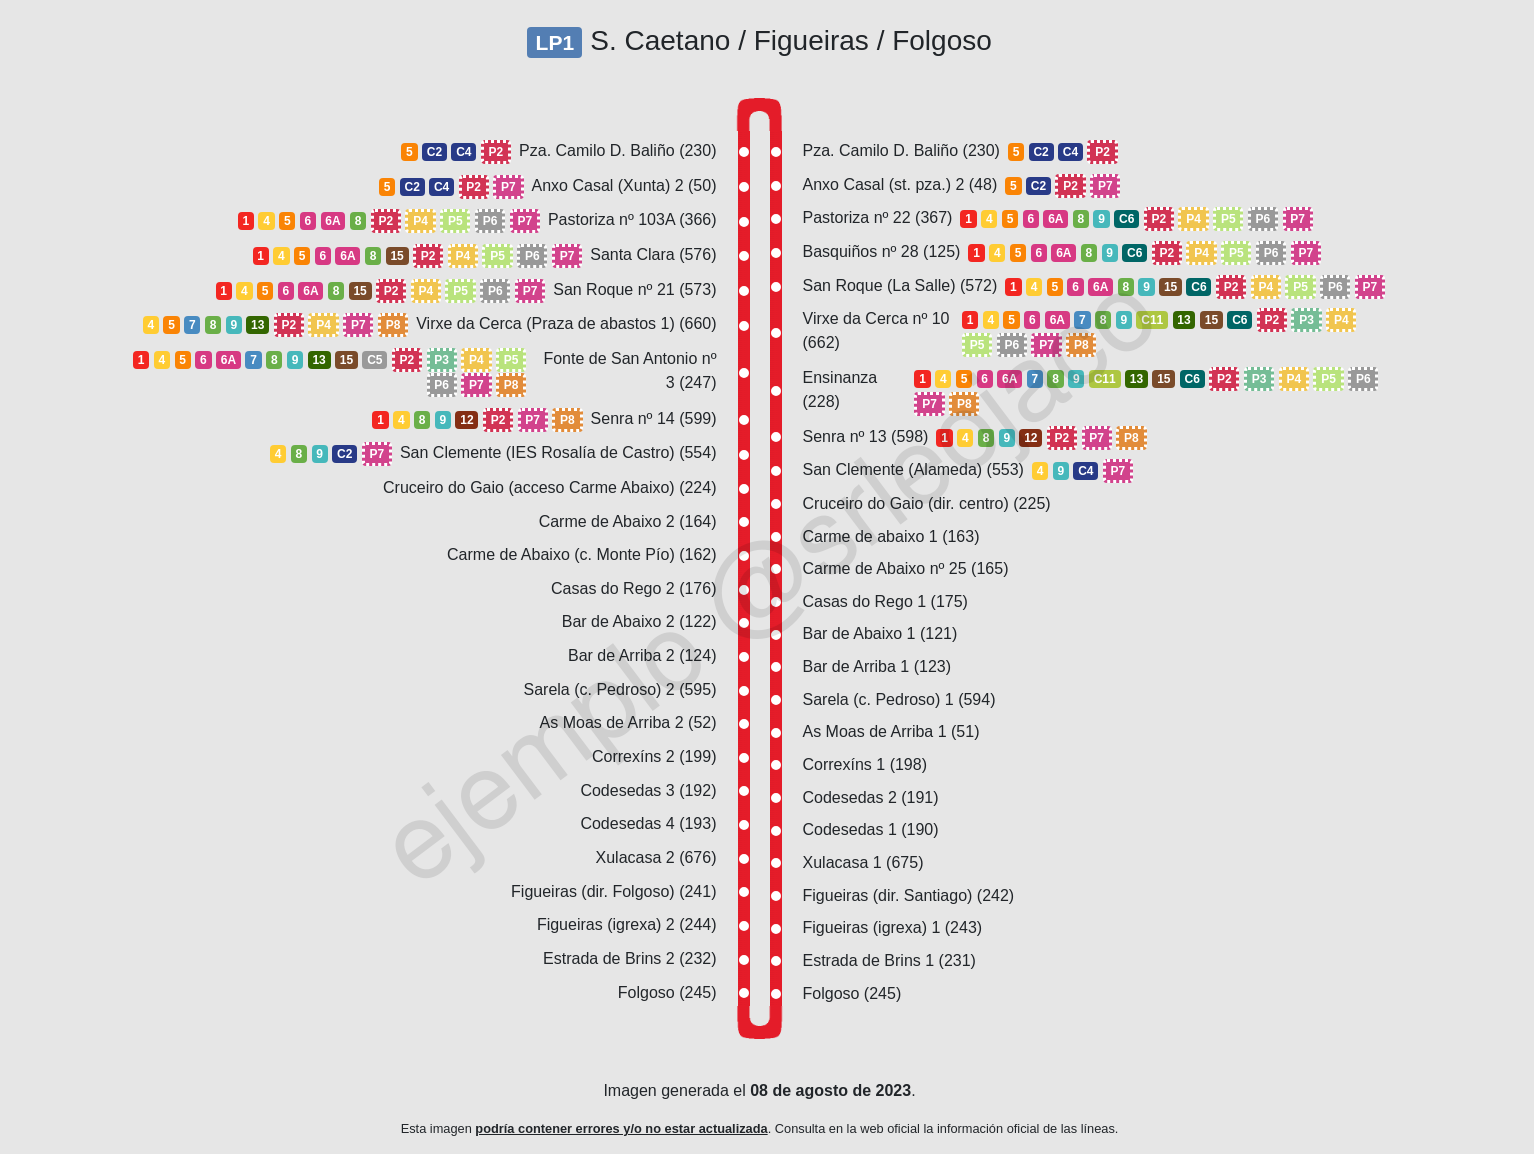 LP1 S. Caetano / Figueiras / Folgoso
5 C2 C4 P2 Pza. Camilo D. Baliño (230)
5 C2 C4 P2 P7 Anxo Casal (Xunta) 2 (50)
1 4 5 6 6A 8 P2 P4 P5 P6 P7 Pastoriza nº 103A (366)
1 4 5 6 6A 8 15 P2 P4 P5 P6 P7 Santa Clara (576)
1 4 5 6 6A 8 15 P2 P4 P5 P6 P7 San Roque nº 21 (573)
4 5 7 8 9 13 P2 P4 P7 P8 Virxe da Cerca (Praza de abastos 1) (660)
1 4 5 6 6A 7 8 9 13 15 C5 P2 P3 P4 P5 Fonte de San Antonio nº
P6 P7 P8 3 (247)
1 4 8 9 12 P2 P7 P8 Senra nº 14 (599)
4 8 9 C2 P7 San Clemente (IES Rosalía de Castro) (554)
Cruceiro do Gaio (acceso Carme Abaixo) (224)
Carme de Abaixo 2 (164)
Carme de Abaixo (c. Monte Pío) (162)
Casas do Rego 2 (176)
Bar de Abaixo 2 (122)
Bar de Arriba 2 (124)
Sarela (c. Pedroso) 2 (595)
As Moas de Arriba 2 (52)
Correxíns 2 (199)
Codesedas 3 (192)
Codesedas 4 (193)
Xulacasa 2 (676)
Figueiras (dir. Folgoso) (241)
Figueiras (igrexa) 2 (244)
Estrada de Brins 2 (232)
Folgoso (245)
Pza. Camilo D. Baliño (230) 5 C2 C4 P2
Anxo Casal (st. pza.) 2 (48) 5 C2 P2 P7
Pastoriza nº 22 (367) 1 4 5 6 6A 8 9 C6 P2 P4 P5 P6 P7
Basquiños nº 28 (125) 1 4 5 6 6A 8 9 C6 P2 P4 P5 P6 P7
San Roque (La Salle) (572) 1 4 5 6 6A 8 9 15 C6 P2 P4 P5 P6 P7
Virxe da Cerca nº 10 1 4 5 6 6A 7 8 9 C11 13 15 C6 P2 P3 P4
(662) P5 P6 P7 P8
Ensinanza 1 4 5 6 6A 7 8 9 C11 13 15 C6 P2 P3 P4 P5 P6
(228) P7 P8
Senra nº 13 (598) 1 4 8 9 12 P2 P7 P8
San Clemente (Alameda) (553) 4 9 C4 P7
Cruceiro do Gaio (dir. centro) (225)
Carme de abaixo 1 (163)
Carme de Abaixo nº 25 (165)
Casas do Rego 1 (175)
Bar de Abaixo 1 (121)
Bar de Arriba 1 (123)
Sarela (c. Pedroso) 1 (594)
As Moas de Arriba 1 (51)
Correxíns 1 (198)
Codesedas 2 (191)
Codesedas 1 (190)
Xulacasa 1 (675)
Figueiras (dir. Santiago) (242)
Figueiras (igrexa) 1 (243)
Estrada de Brins 1 (231)
Folgoso (245)
ejemplo @srleojaco
Imagen generada el 08 de agosto de 2023.
Esta imagen podría contener errores y/o no estar actualizada. Consulta en la web oficial la información oficial de las líneas.